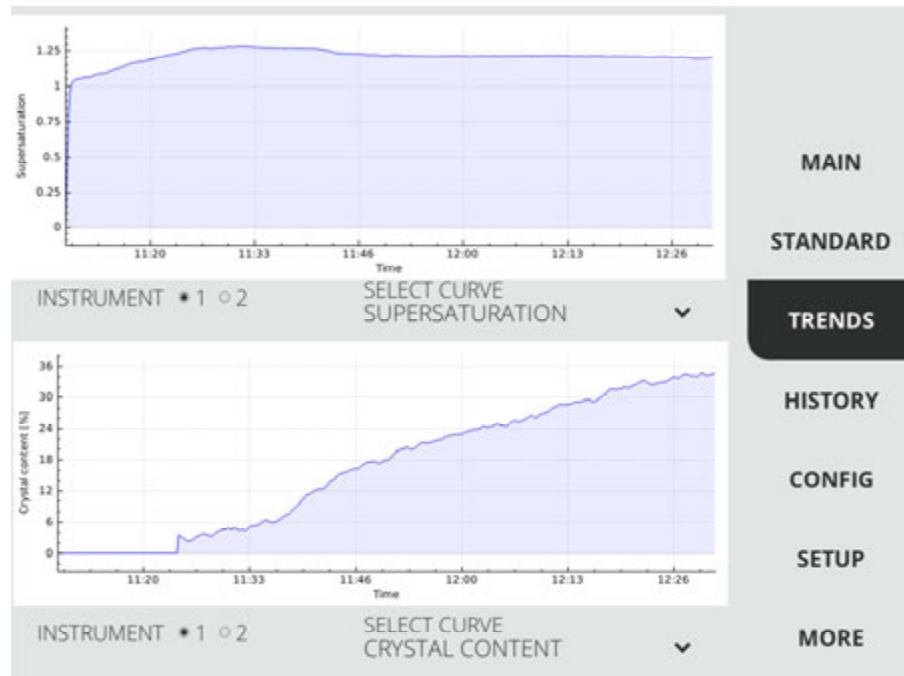 1.25
1
0.75
0.5
0.25
0
Supersaturation
11:20 11:33 11:46 12:00 12:13 12:26
Time
INSTRUMENT 1 2
SELECT CURVE
SUPERSATURATION
36
30
24
18
12
6
0
Crystal content [%]
11:20 11:33 11:46 12:00 12:13 12:26
Time
INSTRUMENT 1 2
SELECT CURVE
CRYSTAL CONTENT
MAIN
STANDARD
TRENDS
HISTORY
CONFIG
SETUP
MORE